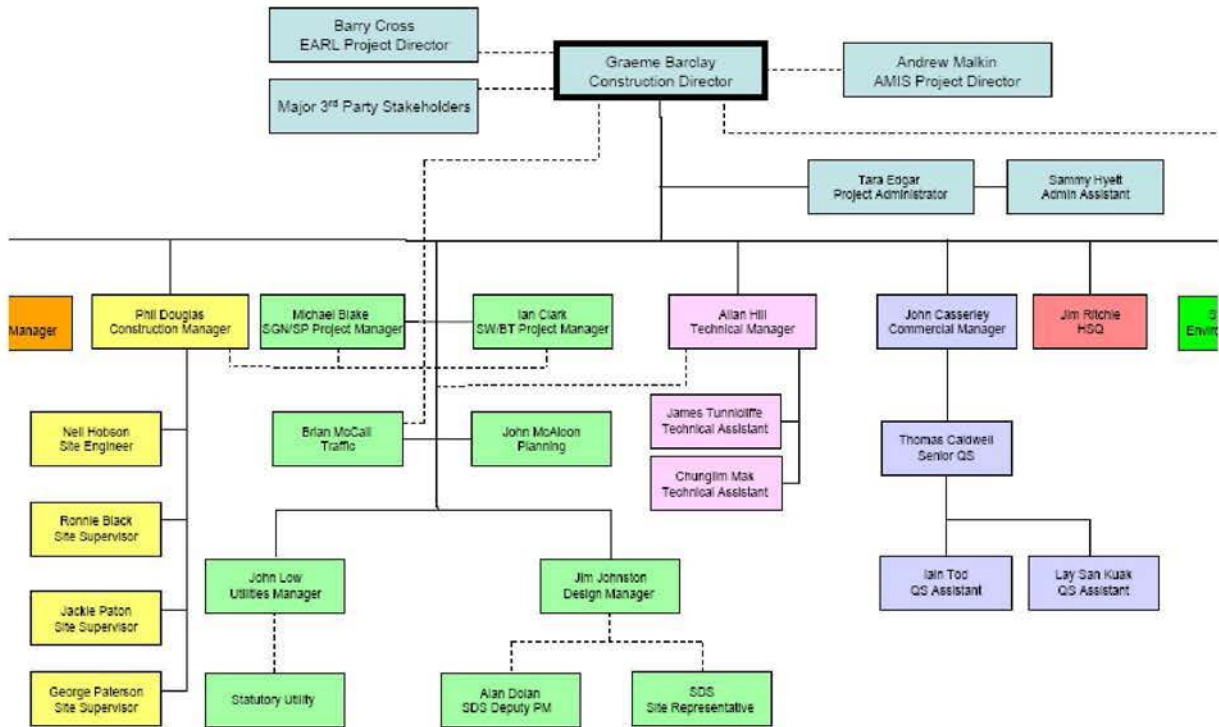 Barry Cross
EARL Project Director
Graeme Barclay
Construction Director
Andrew Malkin
AMIS Project Director
Major 3rd Party Stakeholders
Tara Edgar
Project Administrator
Sammy Hyett
Admin Assistant
Manager
Phil Douglas
Construction Manager
Michael Blake
SGN/SP Project Manager
Ian Clark
SW/BT Project Manager
Allan Hill
Technical Manager
John Casserley
Commercial Manager
Jim Ritchie
HSQ
Neil Hobson
Site Engineer
Brian McCall
Traffic
John McAloon
Planning
James Tunnicliffe
Technical Assistant
Chunglim Mak
Technical Assistant
Thomas Caldwell
Senior QS
Ronnie Black
Site Supervisor
John Low
Utilities Manager
Jim Johnston
Design Manager
Iain Tod
QS Assistant
Lay San Kuak
QS Assistant
Jackie Paton
Site Supervisor
George Paterson
Site Supervisor
Statutory Utility
Alan Dolan
SDS Deputy PM
SDS
Site Representative